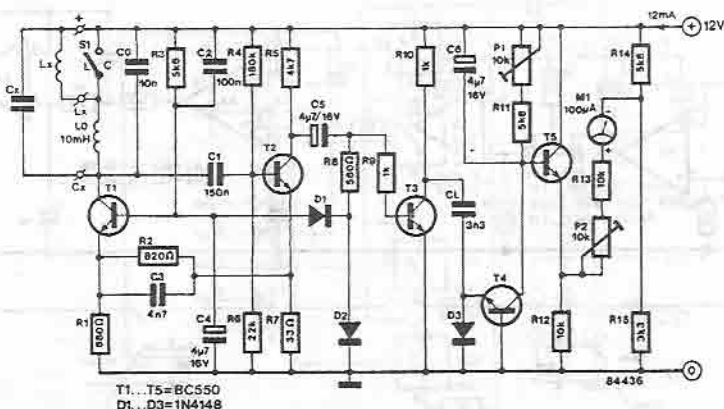 12mA
+ 12V
+
S1
L
C
Lx
Cx
Lx
Cx
L0
10mH
C0
10n
R3
5k6
C2
100n
R4
180k
R5
4k7
C5
4µ7/16V
R10
1k
C6
4µ7
16V
P1
10k
R11
5k6
R14
5k6
M1
100µA
-
+
R13
10k
P2
10k
C1
150n
T2
R8
560Ω
R9
1k
T5
T1
D1
T3
CL
3n3
R2
820Ω
C3
4n7
T4
R1
680Ω
C4
4µ7
16V
R6
22k
R7
33Ω
D2
D3
R12
10k
R15
3k3
84436
0
T1...T5=BC550
D1...D3=1N4148